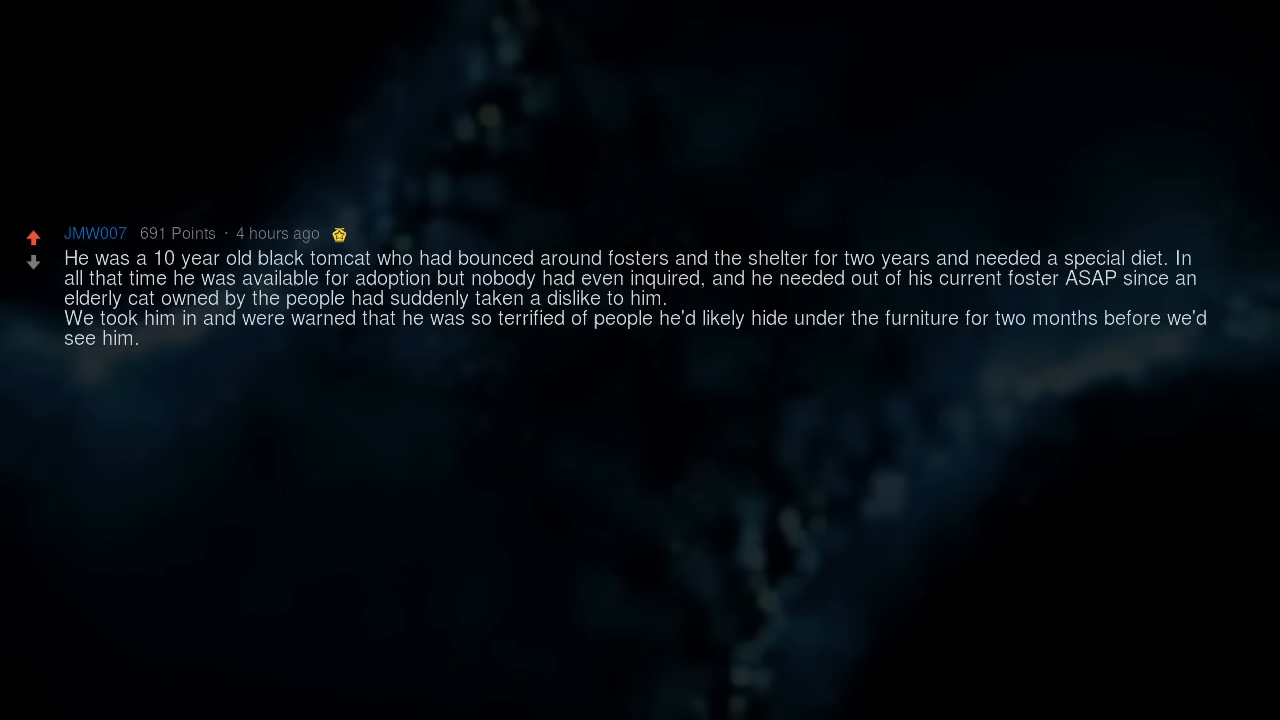 JMW007 691 Points · 4 hours ago
He was a 10 year old black tomcat who had bounced around fosters and the shelter for two years and needed a special diet. In
all that time he was available for adoption but nobody had even inquired, and he needed out of his current foster ASAP since an
elderly cat owned by the people had suddenly taken a dislike to him.
We took him in and were warned that he was so terrified of people he'd likely hide under the furniture for two months before we'd
see him.